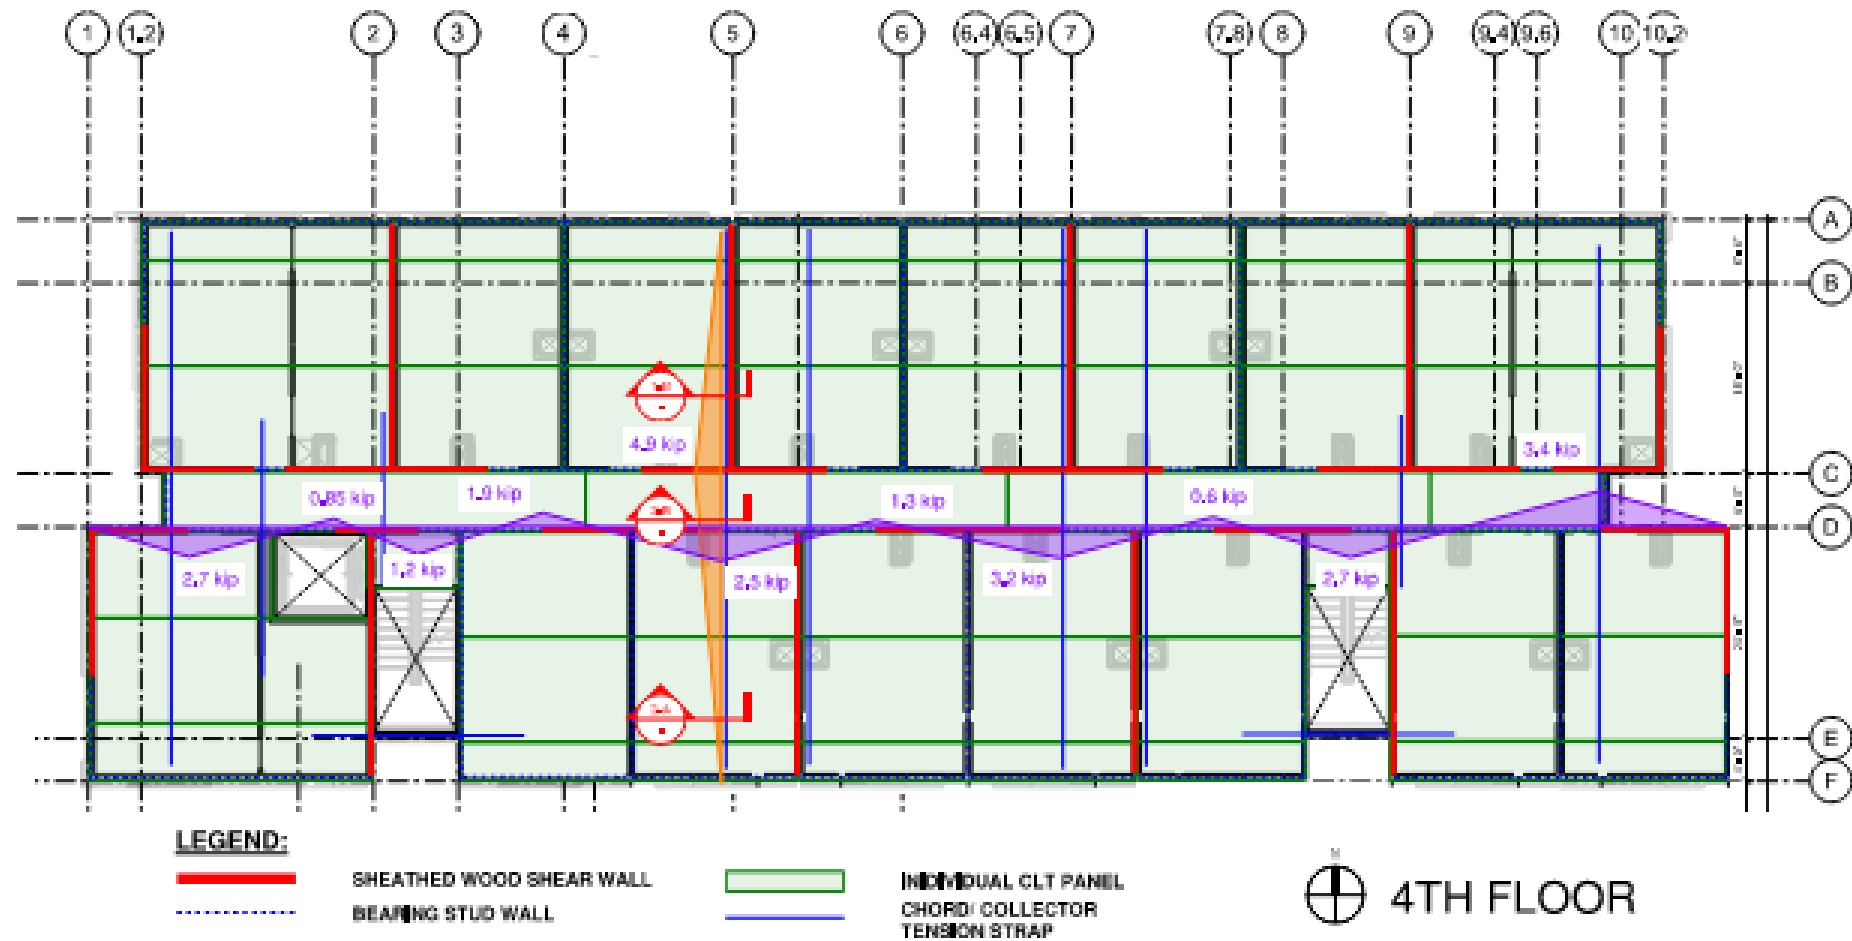 1 1.2 2 3 4 5 6 6.4 6.5 7 7.8 8 9 9.4 9.6 10 10.2
A
B
4.9 kip
3.4 kip
C
0.85 kip
1.9 kip
1.3 kip
0.6 kip
D
2.7 kip
1.2 kip
2.5 kip
3.2 kip
2.7 kip
E
F
LEGEND:
SHEATHED WOOD SHEAR WALL
BEARING STUD WALL
INIDIVIDUAL CLT PANEL
CHORD/ COLLECTOR
TENSION STRAP
N
4TH FLOOR